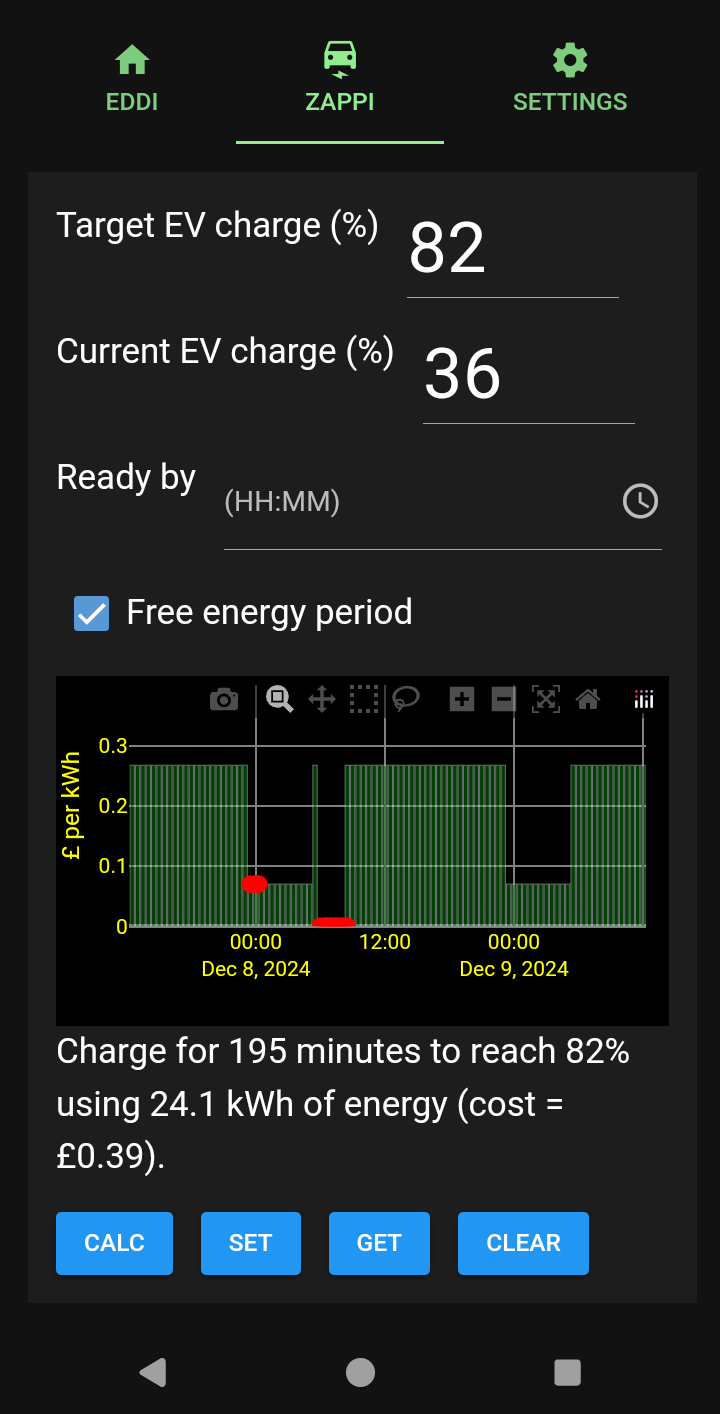 EDDI ZAPPI SETTINGS
Target EV charge (%) 82
Current EV charge (%) 36
Ready by (HH:MM)
Free energy period
£ per kWh
0.3
0.2
0.1
0
00:00 12:00 00:00
Dec 8, 2024 Dec 9, 2024
Charge for 195 minutes to reach 82%
using 24.1 kWh of energy (cost =
£0.39).
CALC SET GET CLEAR